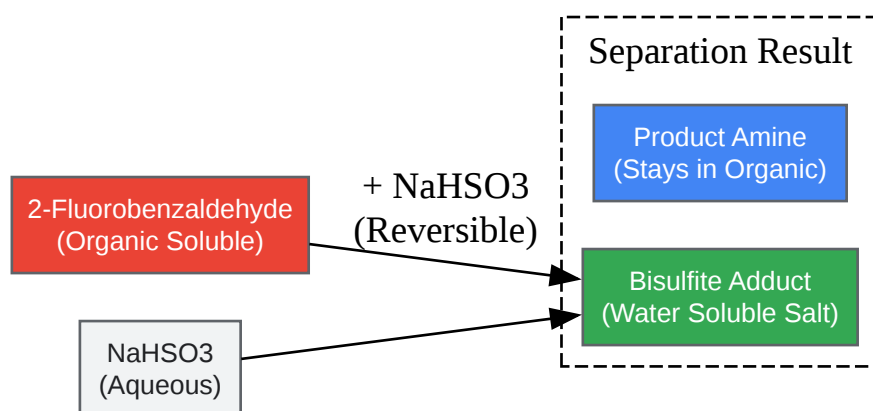 Separation Result
Product Amine
(Stays in Organic)
+ NaHSO3
(Reversible)
2-Fluorobenzaldehyde
(Organic Soluble)
Bisulfite Adduct
(Water Soluble Salt)
NaHSO3
(Aqueous)